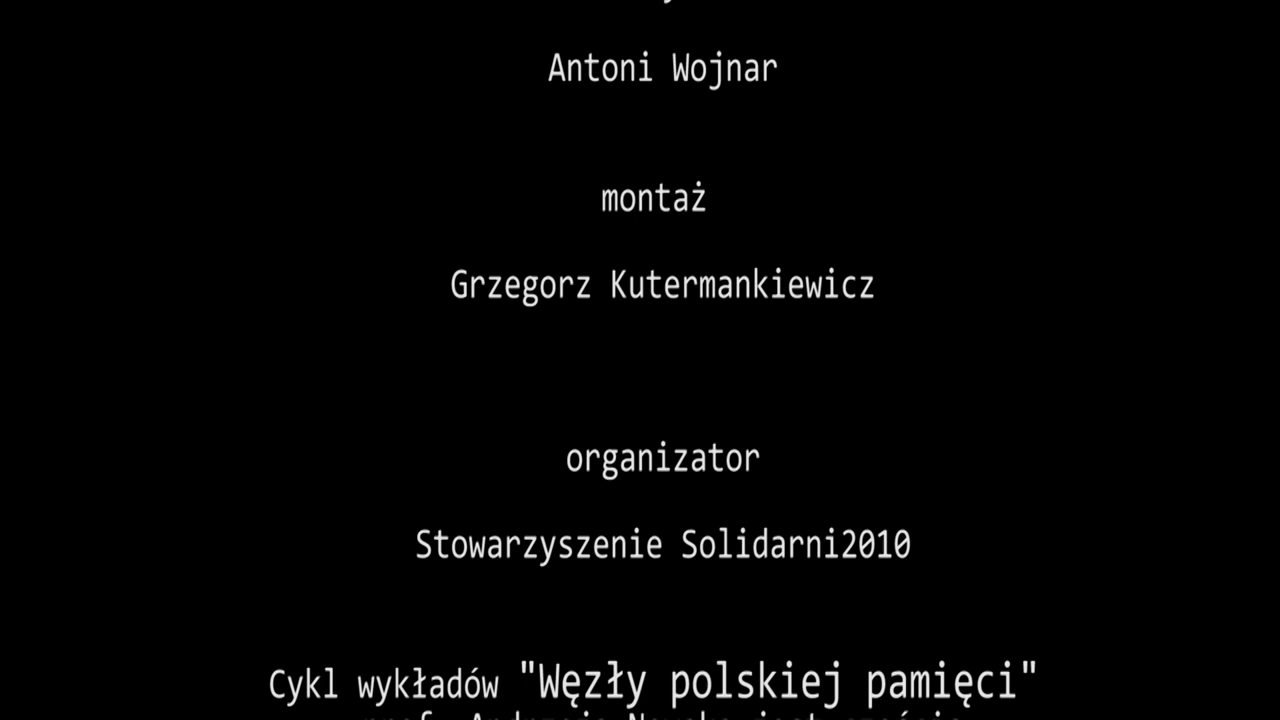 Antoni Wojnar
montaż
Grzegorz Kutermankiewicz
organizator
Stowarzyszenie Solidarni2010
Cykl wykładów "Węzły polskiej pamięci"